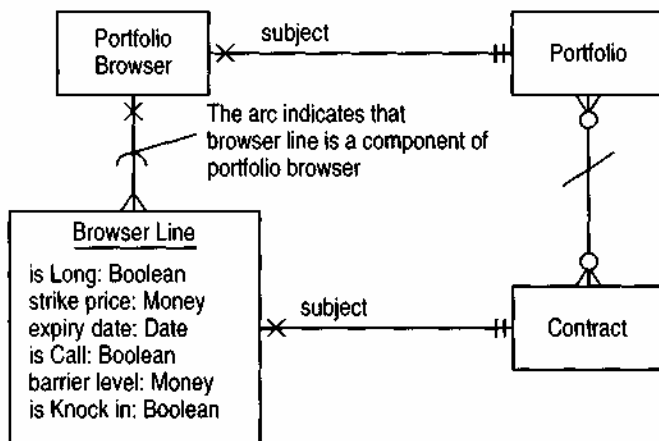 Portfolio
Browser
subject
Portfolio
The arc indicates that
browser line is a component of
portfolio browser
Browser Line
is Long: Boolean
strike price: Money
expiry date: Date
is Call: Boolean
barrier level: Money
is Knock in: Boolean
subject
Contract